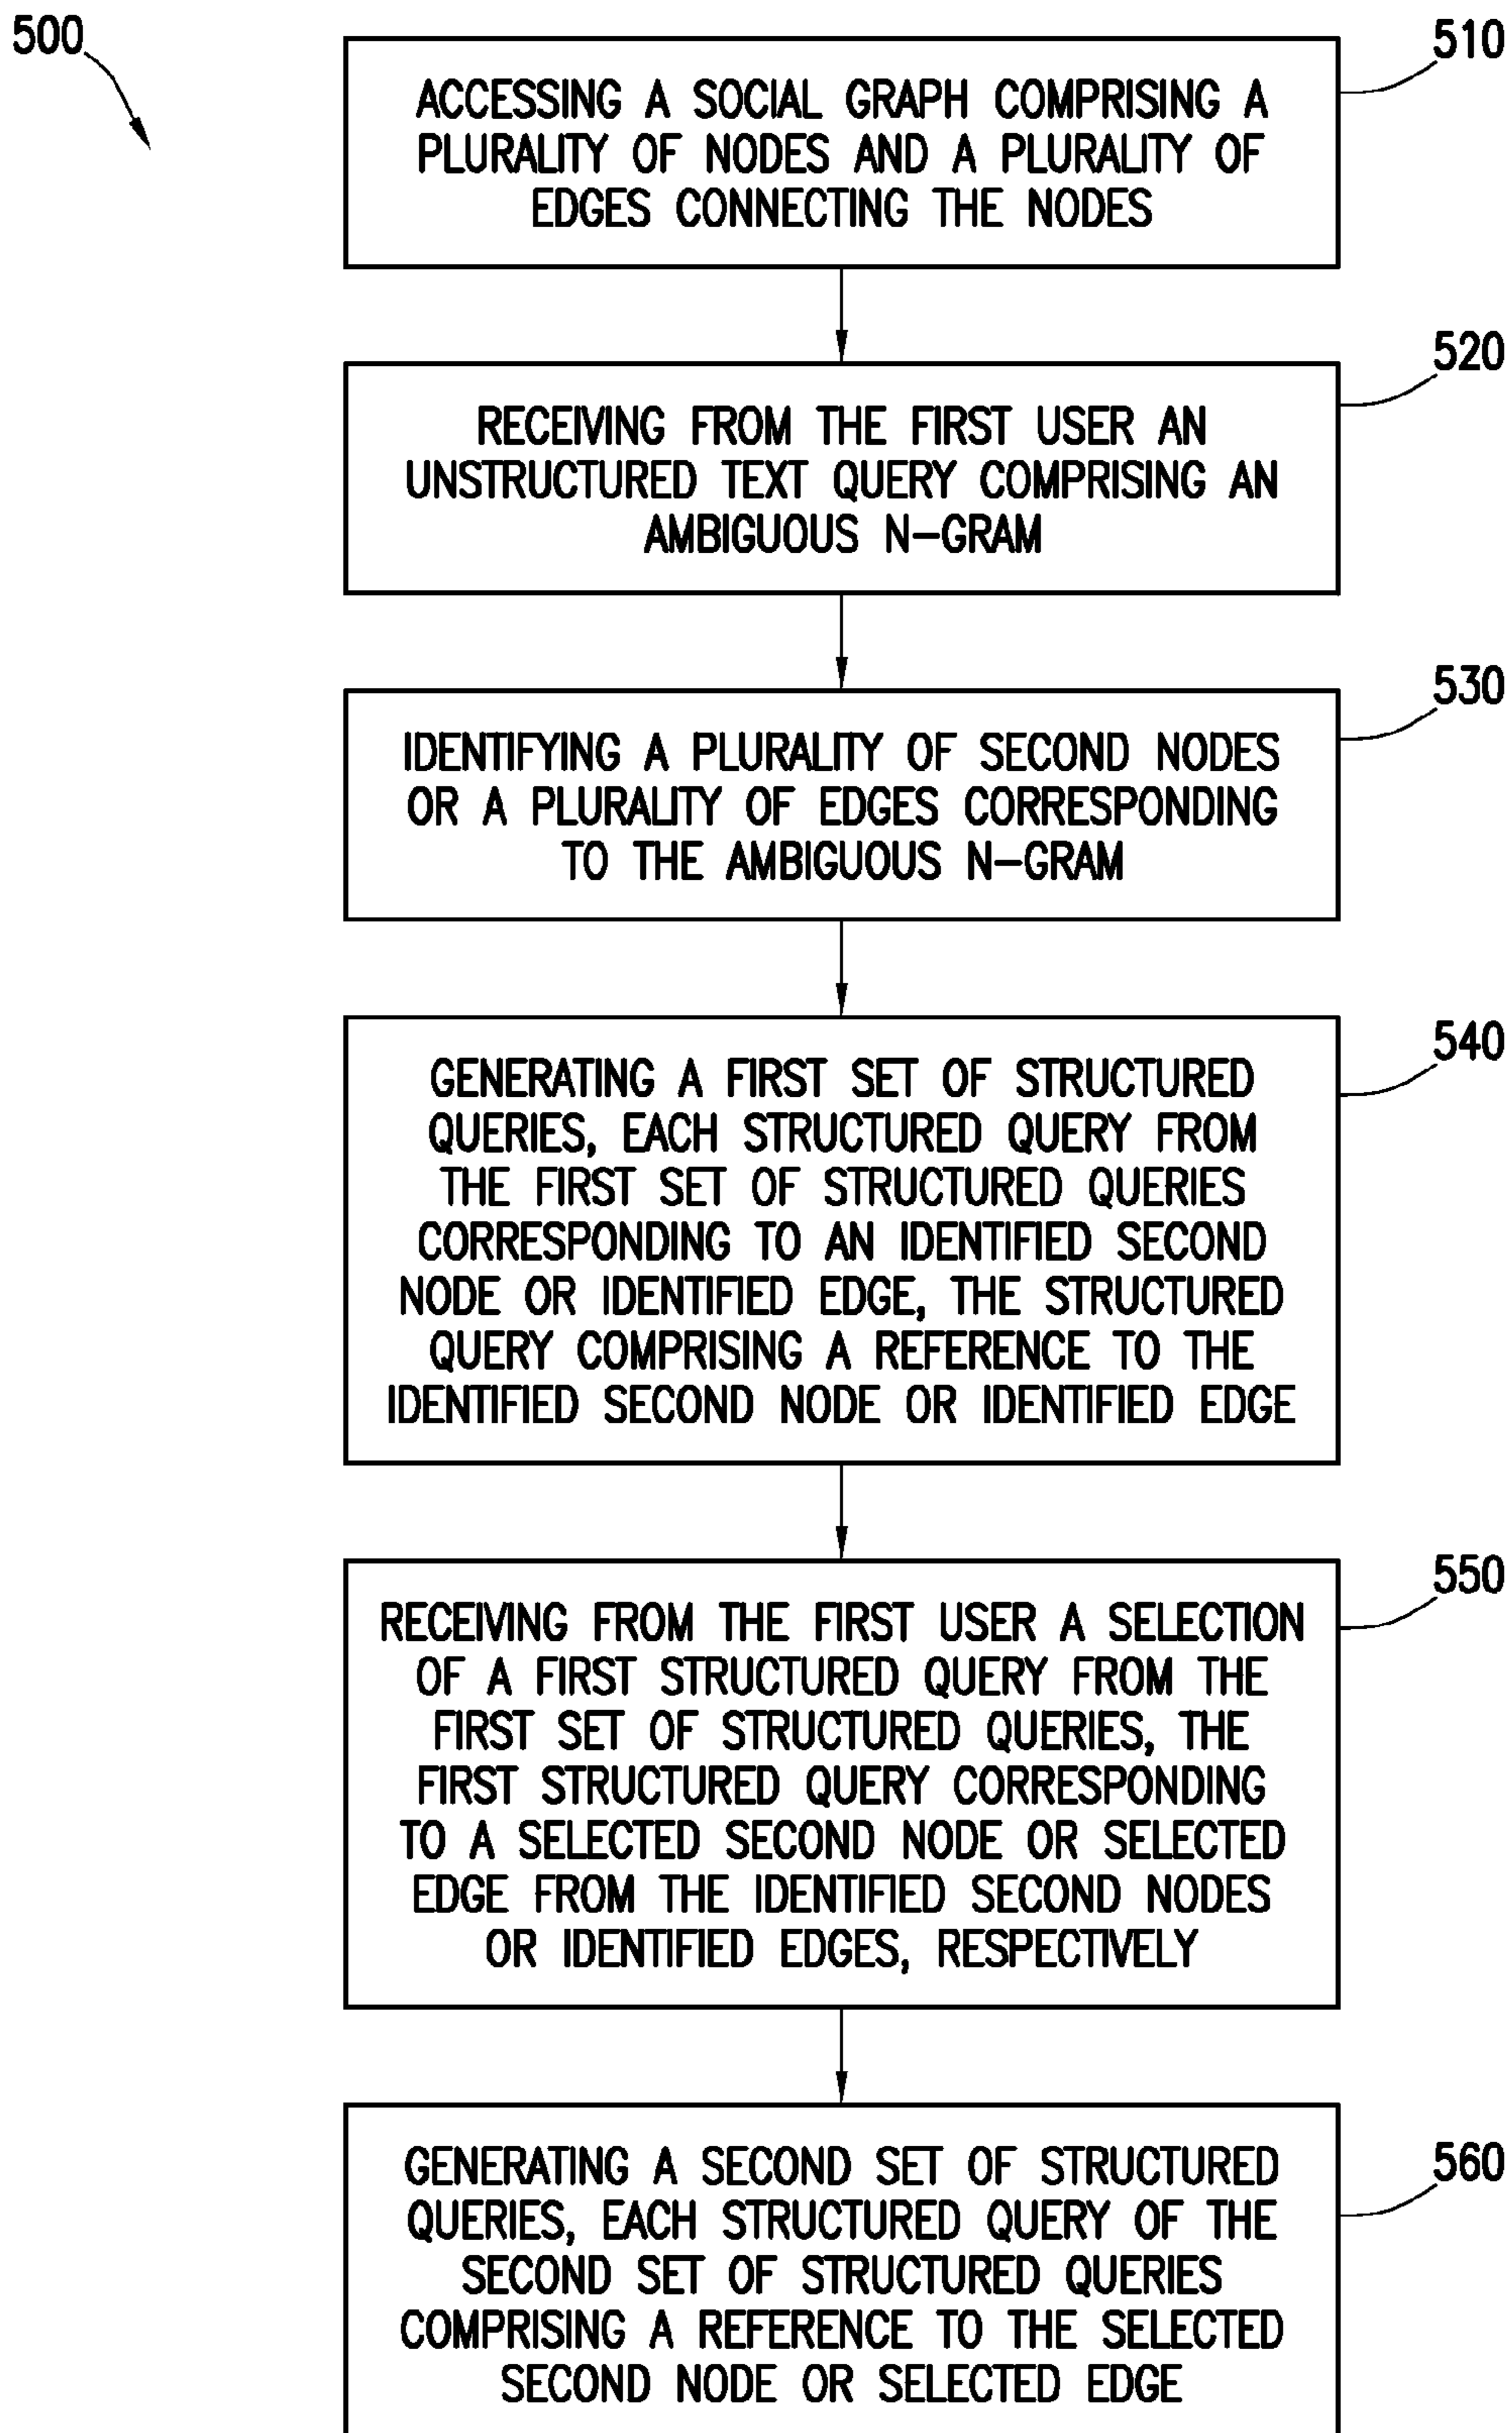 500
510
ACCESSING A SOCIAL GRAPH COMPRISING A
PLURALITY OF NODES AND A PLURALITY OF
EDGES CONNECTING THE NODES
520
RECEIVING FROM THE FIRST USER AN
UNSTRUCTURED TEXT QUERY COMPRISING AN
AMBIGUOUS N-GRAM
530
IDENTIFYING A PLURALITY OF SECOND NODES
OR A PLURALITY OF EDGES CORRESPONDING
TO THE AMBIGUOUS N-GRAM
540
GENERATING A FIRST SET OF STRUCTURED
QUERIES, EACH STRUCTURED QUERY FROM
THE FIRST SET OF STRUCTURED QUERIES
CORRESPONDING TO AN IDENTIFIED SECOND
NODE OR IDENTIFIED EDGE, THE STRUCTURED
QUERY COMPRISING A REFERENCE TO THE
IDENTIFIED SECOND NODE OR IDENTIFIED EDGE
550
RECEIVING FROM THE FIRST USER A SELECTION
OF A FIRST STRUCTURED QUERY FROM THE
FIRST SET OF STRUCTURED QUERIES, THE
FIRST STRUCTURED QUERY CORRESPONDING
TO A SELECTED SECOND NODE OR SELECTED
EDGE FROM THE IDENTIFIED SECOND NODES
OR IDENTIFIED EDGES, RESPECTIVELY
560
GENERATING A SECOND SET OF STRUCTURED
QUERIES, EACH STRUCTURED QUERY OF THE
SECOND SET OF STRUCTURED QUERIES
COMPRISING A REFERENCE TO THE SELECTED
SECOND NODE OR SELECTED EDGE